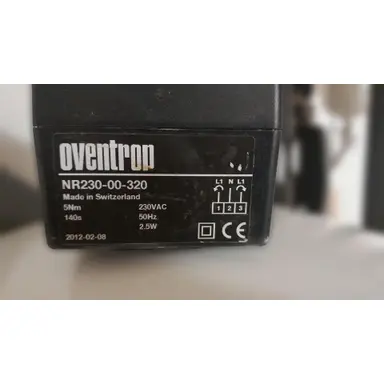 oventrop
NR230-00-320
Made in Switzerland
5Nm 230VAC
140s 50Hz
2.5W
2012-02-08
L1 N L1
1 2 3
CE